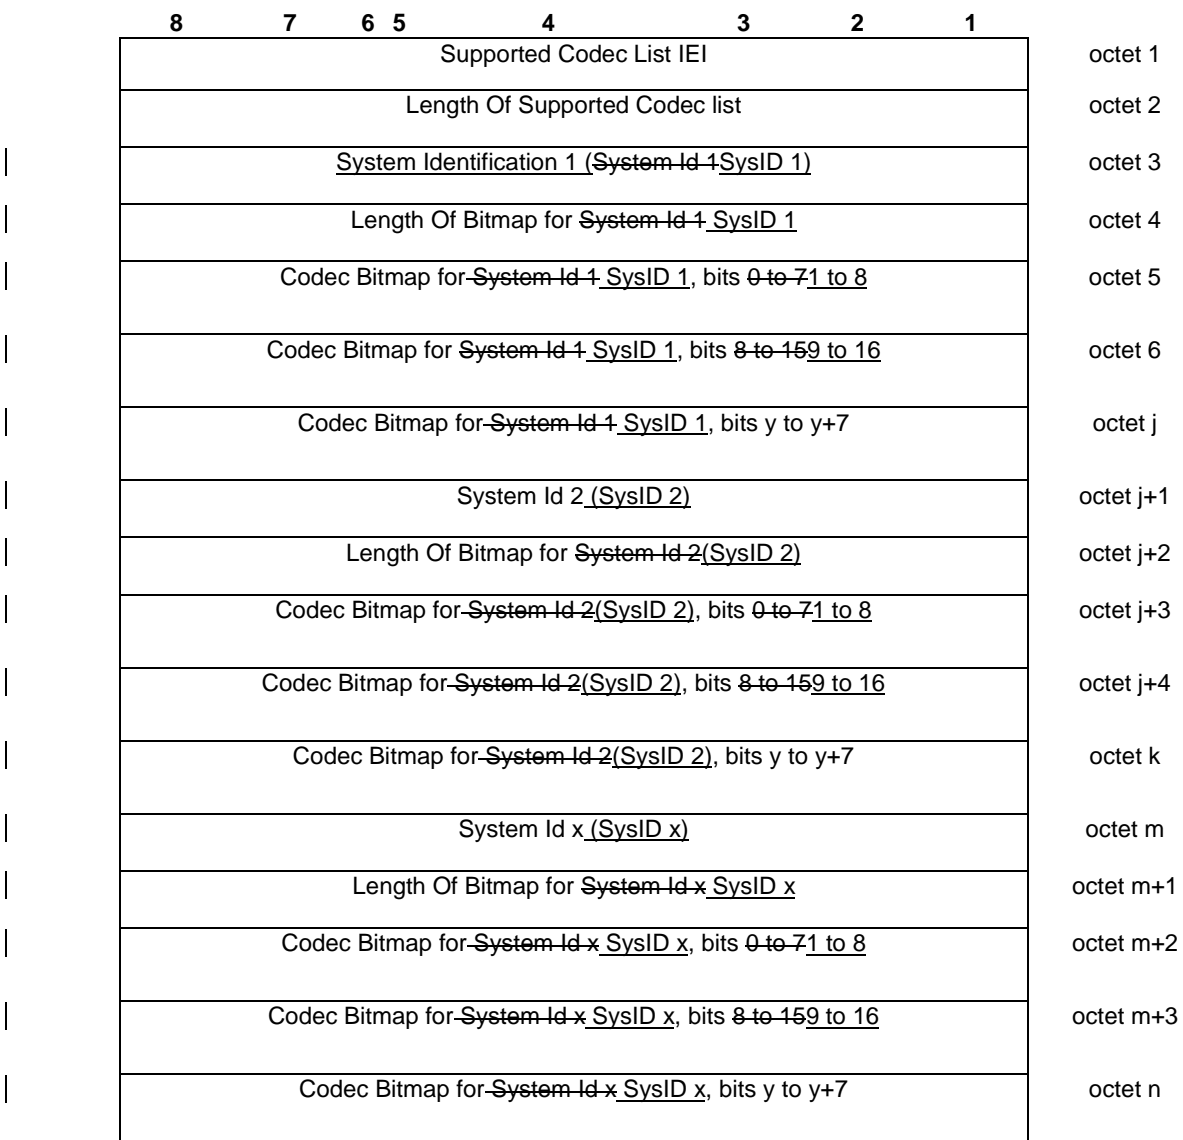 8 7 6 5 4 3 2 1
Supported Codec List IEI octet 1
Length Of Supported Codec list octet 2
System Identification 1 (System Id 1SysID 1) octet 3
Length Of Bitmap for System Id 1 SysID 1 octet 4
Codec Bitmap for System Id 1 SysID 1, bits 0 to 71 to 8 octet 5
Codec Bitmap for System Id 1 SysID 1, bits 8 to 159 to 16 octet 6
Codec Bitmap for System Id 1 SysID 1, bits y to y+7 octet j
System Id 2 (SysID 2) octet j+1
Length Of Bitmap for System Id 2(SysID 2) octet j+2
Codec Bitmap for System Id 2(SysID 2), bits 0 to 71 to 8 octet j+3
Codec Bitmap for System Id 2(SysID 2), bits 8 to 159 to 16 octet j+4
Codec Bitmap for System Id 2(SysID 2), bits y to y+7 octet k
System Id x (SysID x) octet m
Length Of Bitmap for System Id x SysID x octet m+1
Codec Bitmap for System Id x SysID x, bits 0 to 71 to 8 octet m+2
Codec Bitmap for System Id x SysID x, bits 8 to 159 to 16 octet m+3
Codec Bitmap for System Id x SysID x, bits y to y+7 octet n